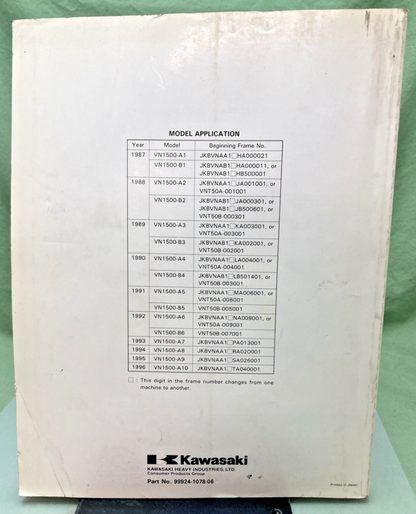 MODEL APPLICATION
Year Model Beginning Frame No.
1987 VN1500-A1 JKBVNAA1□HA000021
VN1500-B1 JKBVNAB1□HA000011, or
JKBVNAB1□HB500001
1988 VN1500-A2 JKBVNAA1□JA001001, or
VNT50A-001001
VN1500-B2 JKBVNAB1□JA000301, or
JKBVNAB1□JB500601, or
VNT50B-000301
1989 VN1500-A3 JKBVNAA1□KA003001, or
VNT50A-003001
VN1500-B3 JKBVNAB1□KA002001, or
VNT50B-002001
1990 VN1500-A4 JKBVNAA1□LA004001, or
VNT50A-004001
VN1500-B4 JKBVNAB1□LB501401, or
VNT50B-003001
1991 VN1500-A5 JKBVNAA1□MA006001, or
VNT50A-006001
VN1500-B5 VNT50B-005001
1992 VN1500-A6 JKBVNAA1□NA009001, or
VNT50A-009001
VN1500-B6 VNT50B-007001
1993 VN1500-A7 JKBVNAA1□PA013001
1994 VN1500-A8 JKBVNAA1□RA020001
1995 VN1500-A9 JKBVNAA1□SA026001
1996 VN1500-A10 JKBVNAA1□TA040001
□ : This digit in the frame number changes from one
machine to another.
Kawasaki
KAWASAKI HEAVY INDUSTRIES, LTD.
Consumer Products Group
Part No. 99924-1078-06
Printed in Japan